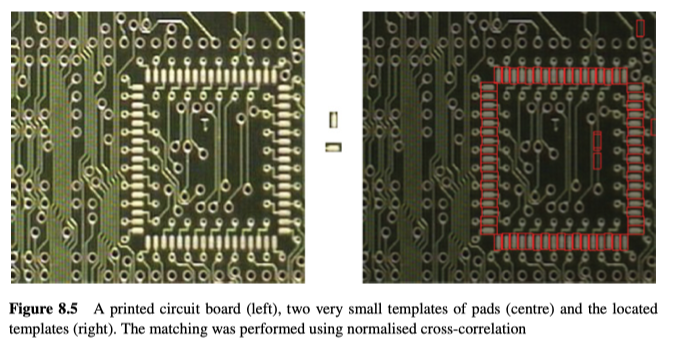 Figure 8.5 A printed circuit board (left), two very small templates of pads (centre) and the located
templates (right). The matching was performed using normalised cross-correlation